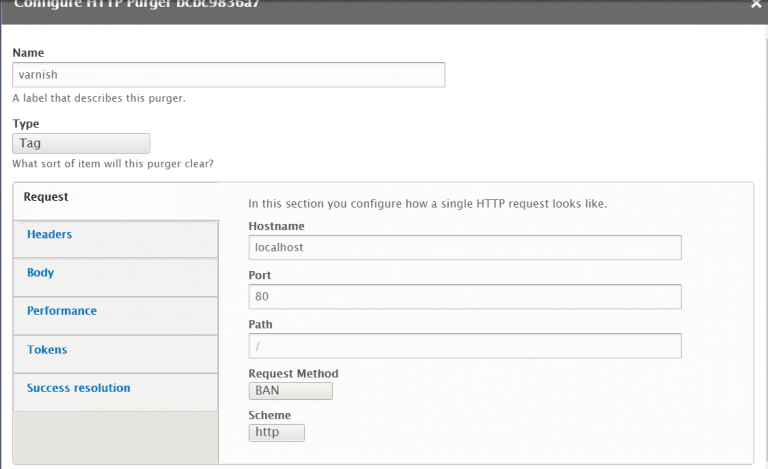 Configure HTTP Purger bcbc9836a7
Name
varnish
A label that describes this purger.
Type
Tag
What sort of item will this purger clear?
Request
Headers
Body
Performance
Tokens
Success resolution
In this section you configure how a single HTTP request looks like.
Hostname
localhost
Port
80
Path
/
Request Method
BAN
Scheme
http